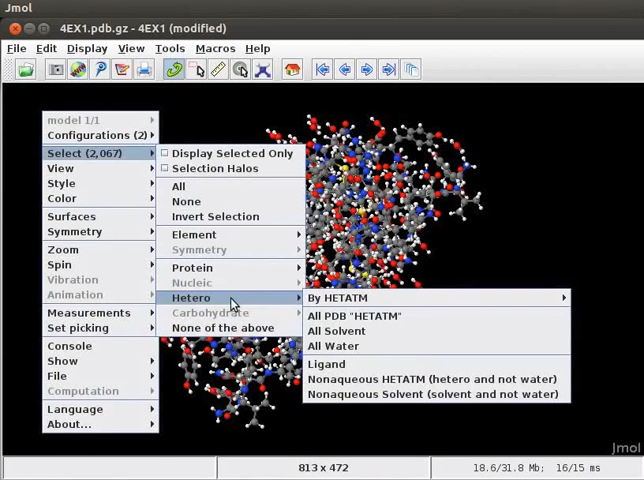 Jmol
4EX1.pdb.gz - 4EX1 (modified)
File Edit Display View Tools Macros Help
model 1/1
Configurations (2)
Select (2,067)
View
Style
Color
Surfaces
Symmetry
Zoom
Spin
Vibration
Animation
Measurements
Set picking
Console
Show
File
Computation
Language
About...
Display Selected Only
Selection Halos
All
None
Invert Selection
Element
Symmetry
Protein
Nucleic
Hetero
Carbohydrate
None of the above
By HETATM
All PDB "HETATM"
All Solvent
All Water
Ligand
Nonaqueous HETATM (hetero and not water)
Nonaqueous Solvent (solvent and not water)
Jmol
813 x 472
18.6/31.8 Mb; 16/15 ms